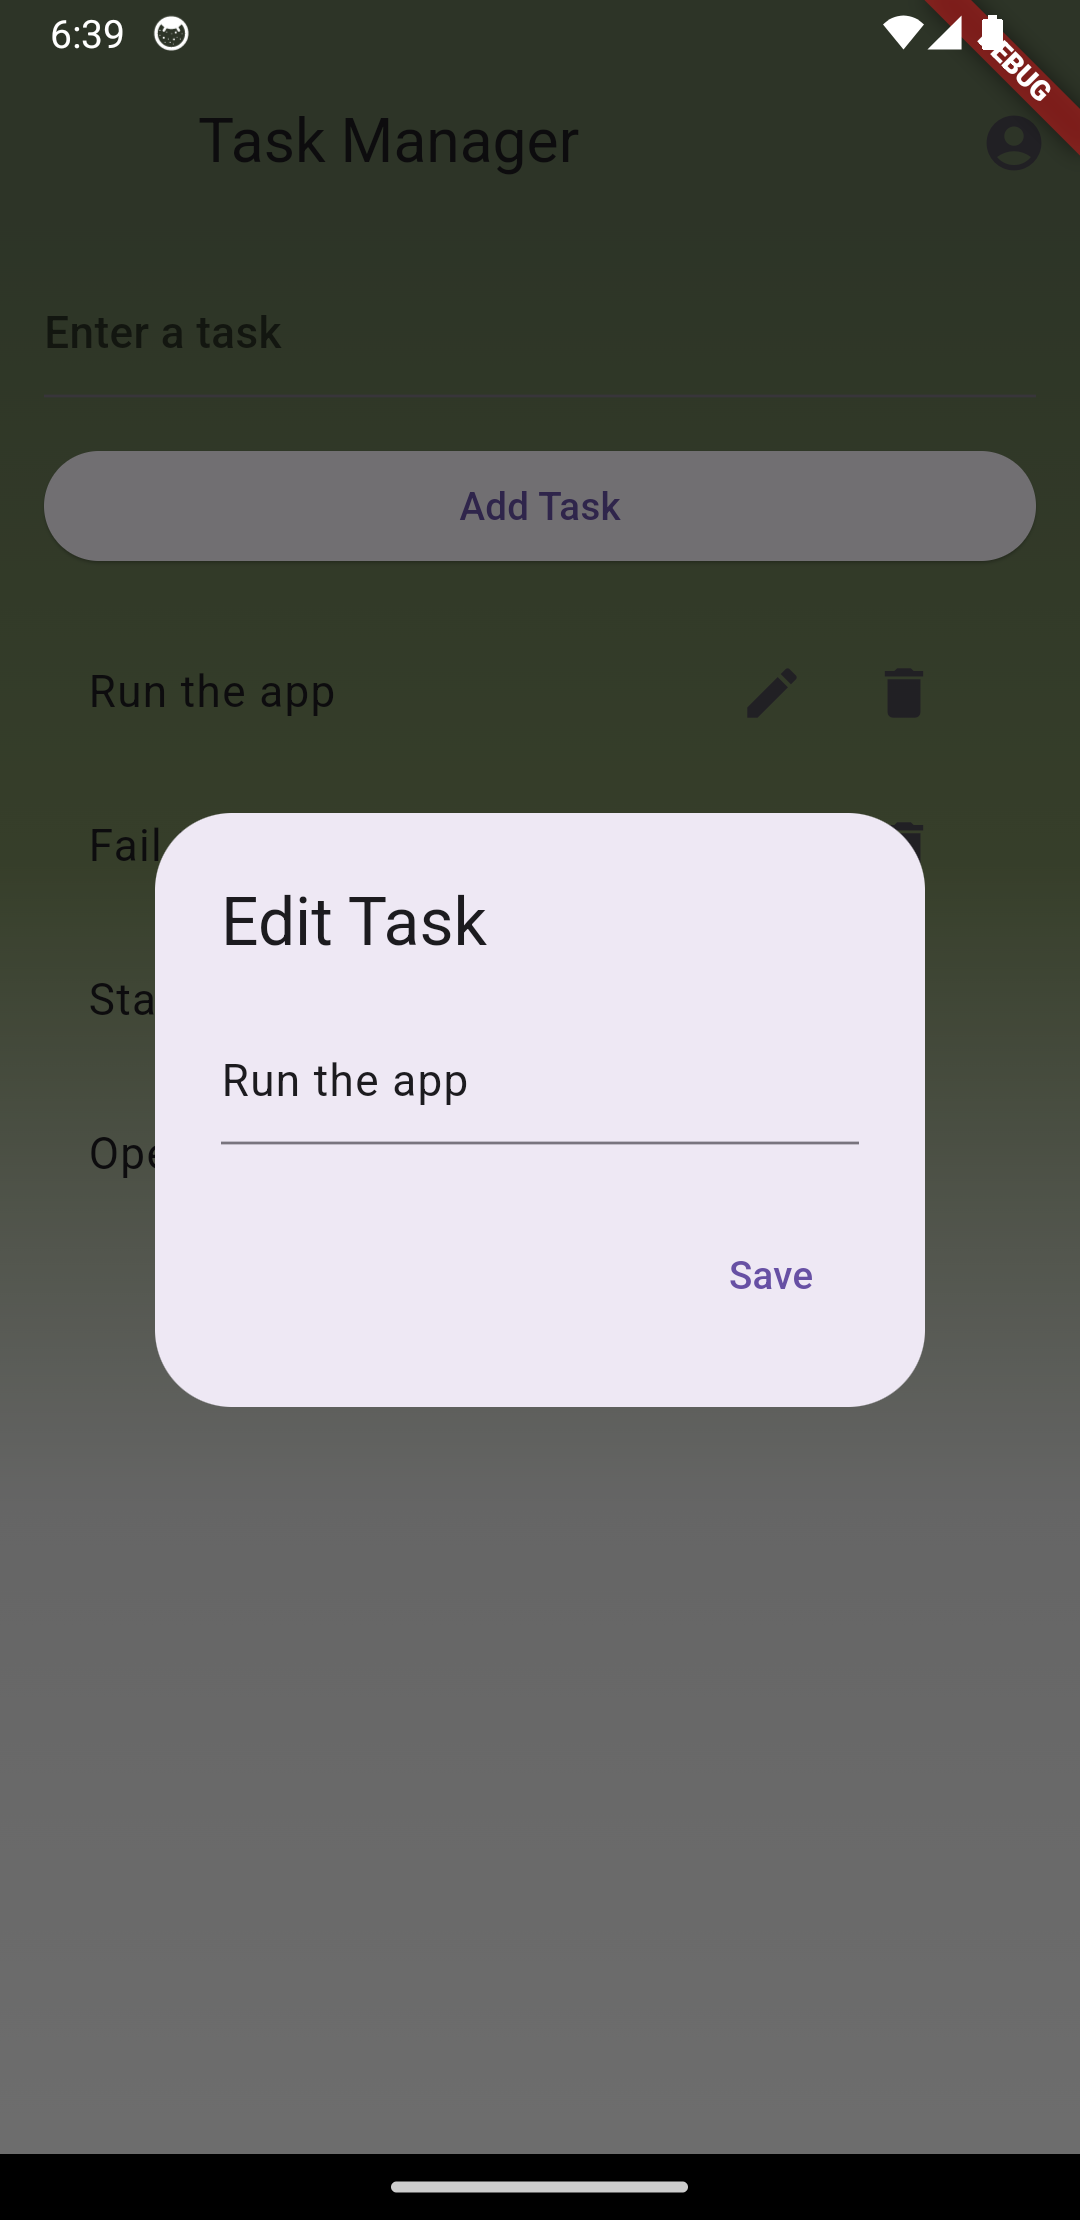 6:39
EBUG
Task Manager
Enter a task
Add Task
Run the app
Fail
Sta
Ope
Edit Task
Run the app
Save